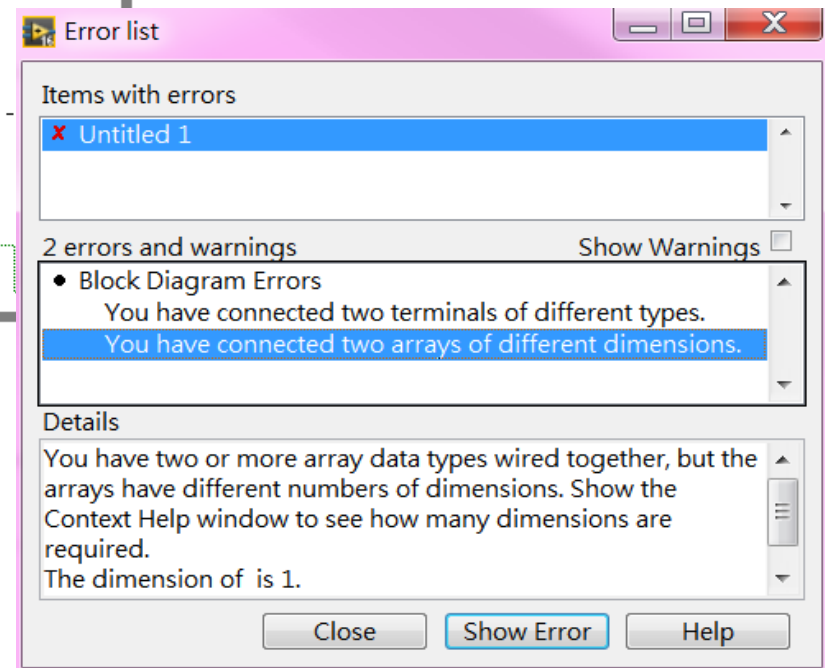 Error list
Items with errors
✗ Untitled 1
2 errors and warnings Show Warnings
● Block Diagram Errors
You have connected two terminals of different types.
You have connected two arrays of different dimensions.
Details
You have two or more array data types wired together, but the
arrays have different numbers of dimensions. Show the
Context Help window to see how many dimensions are
required.
The dimension of  is 1.
Close Show Error Help